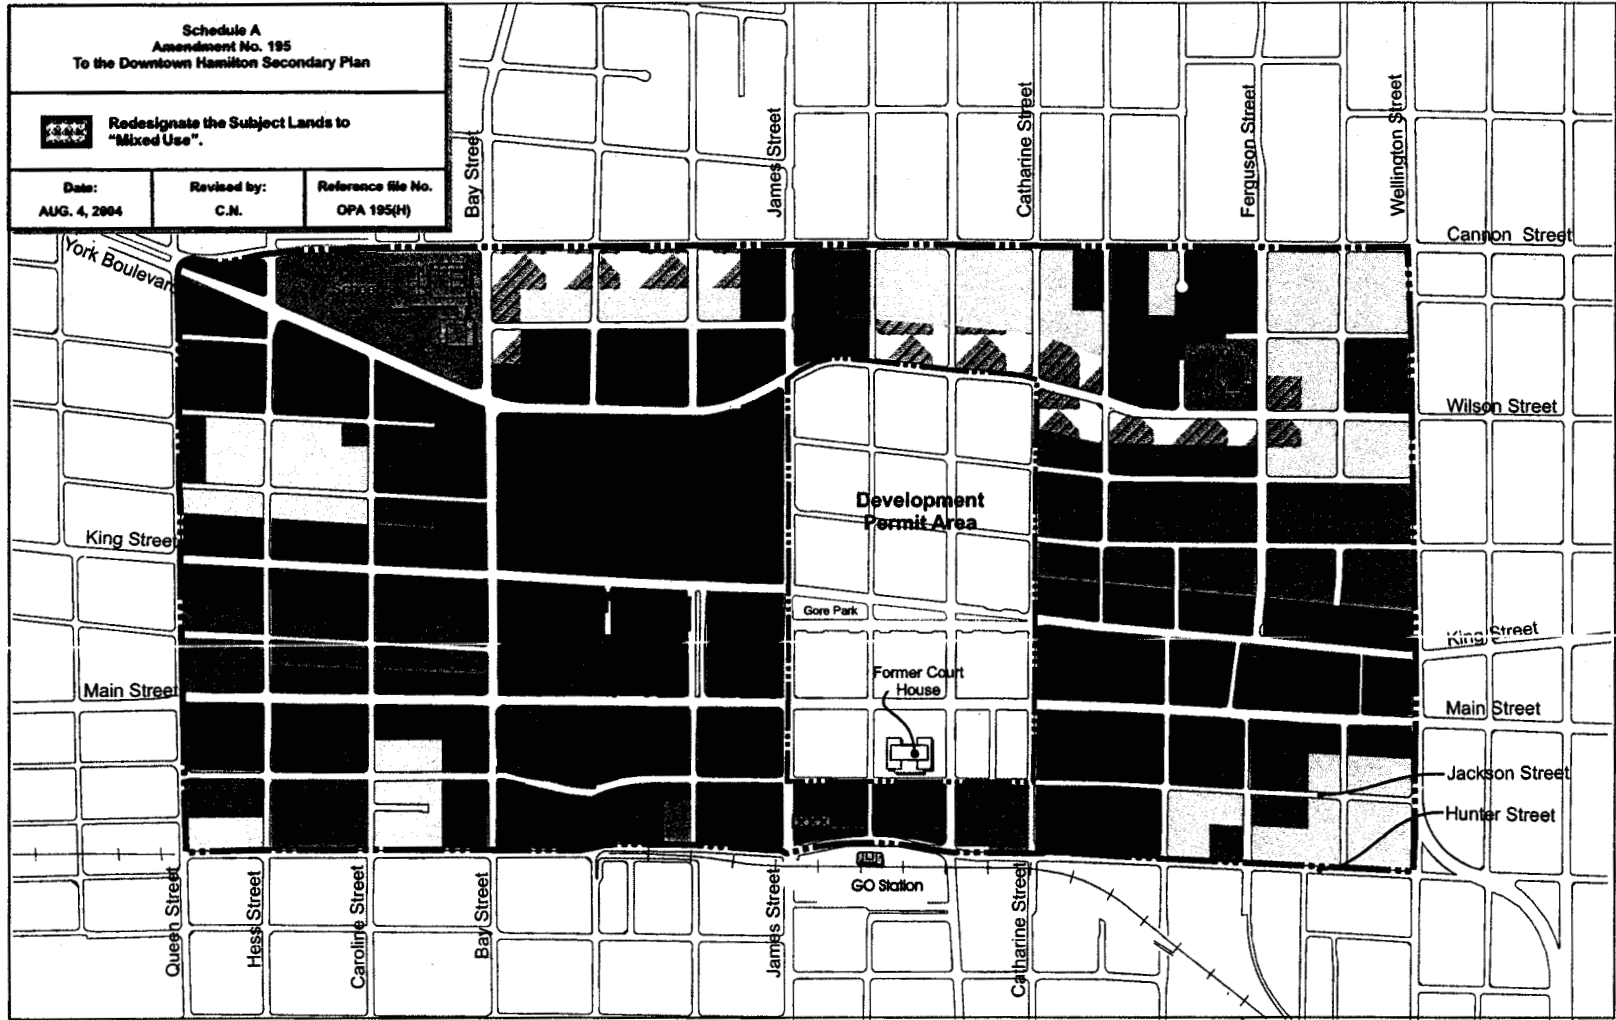 Schedule A
Amendment No. 195
To the Downtown Hamilton Secondary Plan
Redesignate the Subject Lands to
"Mixed Use".
Date:
AUG. 4, 2004
Revised by:
C.N.
Reference file No.
OPA 195(H)
Bay Street
James Street
Catharine Street
Ferguson Street
Wellington Street
Cannon Street
York Boulevard
Wilson Street
Development
Permit Area
King Street
Gore Park
King Street
Former Court
House
Main Street
Main Street
Jackson Street
Hunter Street
GO Station
Queen Street
Hess Street
Caroline Street
Bay Street
James Street
Catharine Street